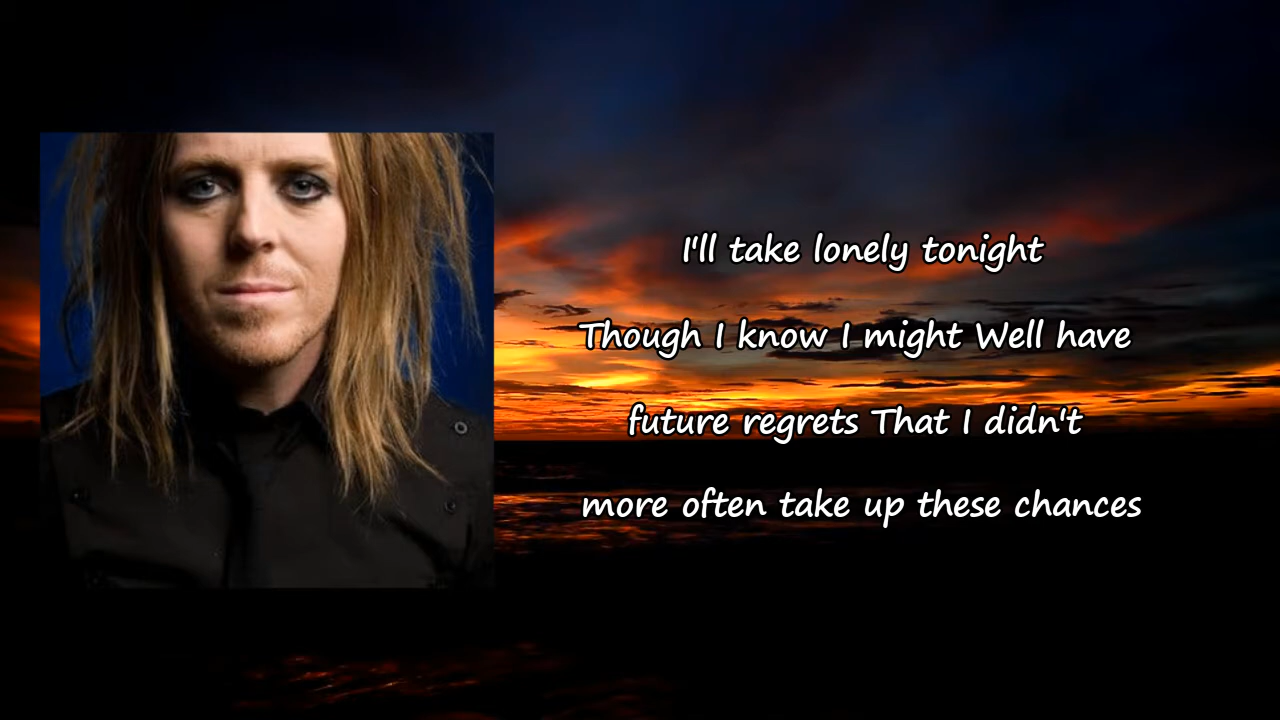 I'll take lonely tonight
Though I know I might Well have
future regrets That I didn't
more often take up these chances